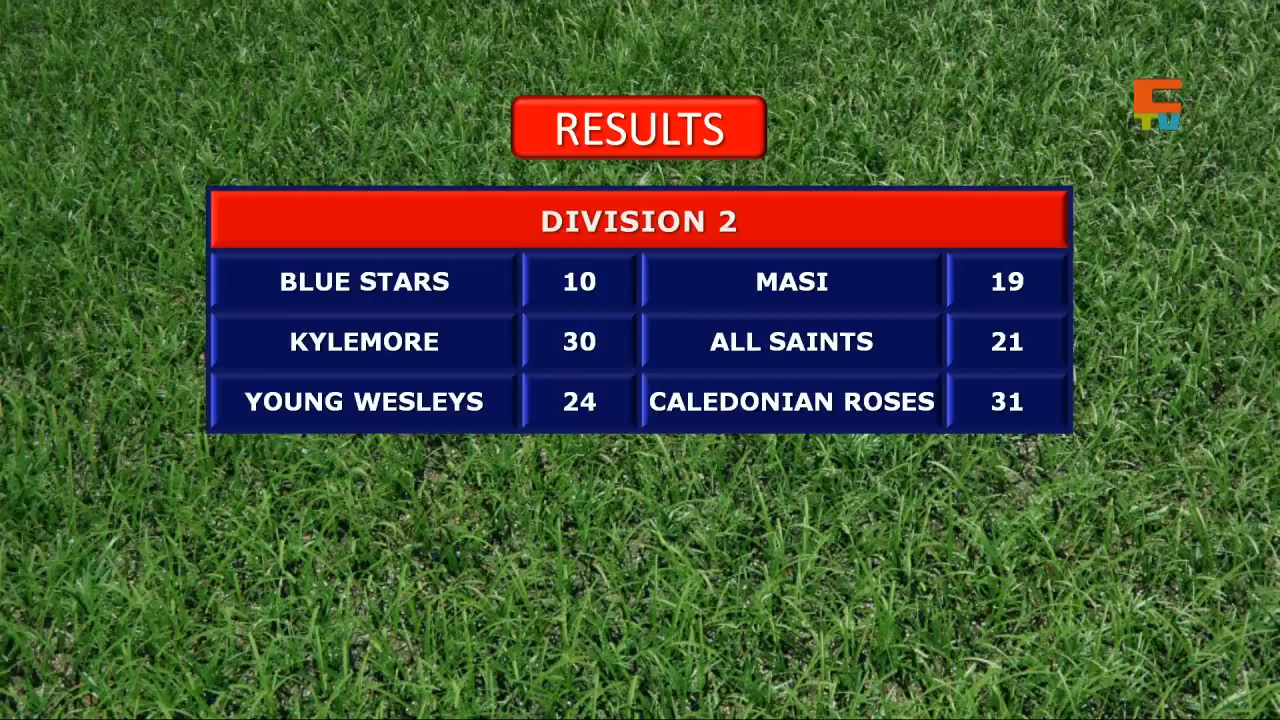 RESULTS
CTV
DIVISION 2
BLUE STARS 10 MASI 19
KYLEMORE 30 ALL SAINTS 21
YOUNG WESLEYS 24 CALEDONIAN ROSES 31